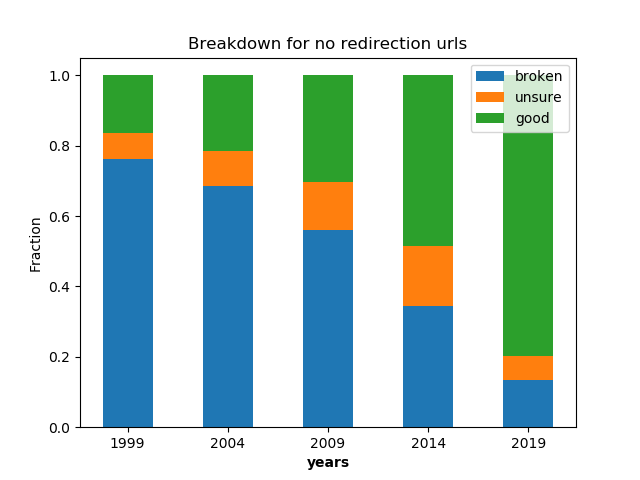 Breakdown for no redirection urls
broken
unsure
good
1.0
0.8
0.6
0.4
0.2
0.0
Fraction
1999 2004 2009 2014 2019
years